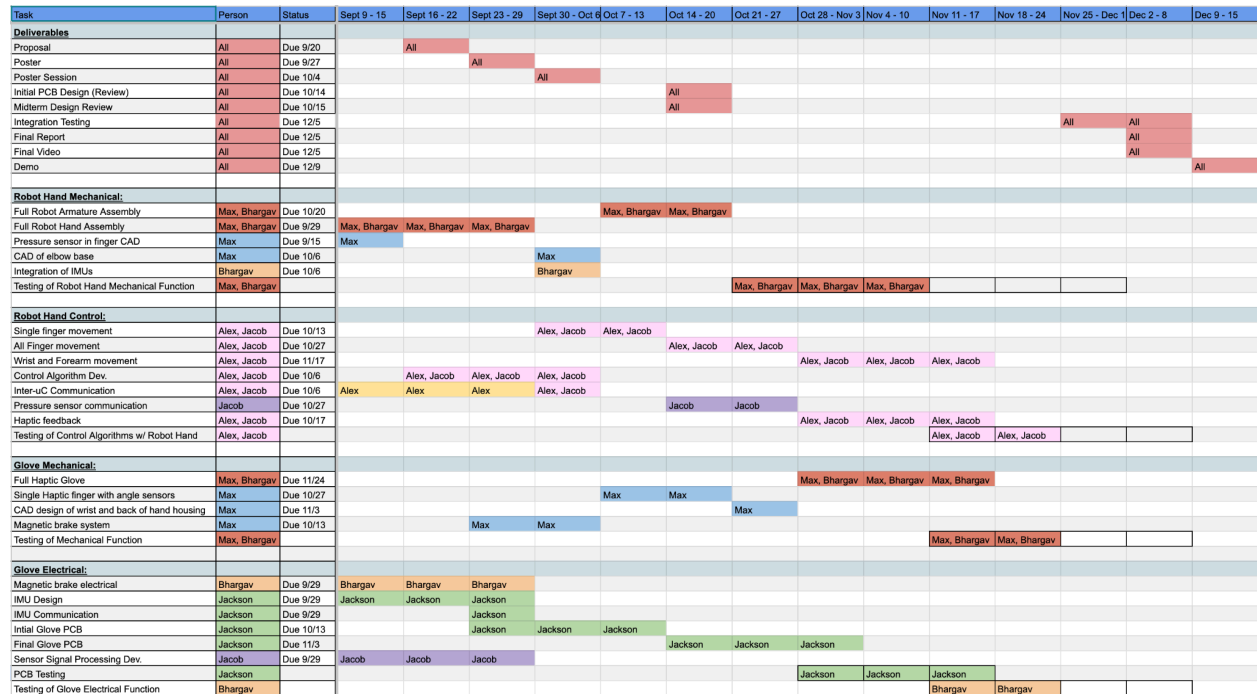 Task Person Status Sept 9 - 15 Sept 16 - 22 Sept 23 - 29 Sept 30 - Oct 6 Oct 7 - 13 Oct 14 - 20 Oct 21 - 27 Oct 28 - Nov 3 Nov 4 - 10 Nov 11 - 17 Nov 18 - 24 Nov 25 - Dec 1 Dec 2 - 8 Dec 9 - 15
Deliverables
Proposal All Due 9/20 All
Poster All Due 9/27 All
Poster Session All Due 10/4 All
Initial PCB Design (Review) All Due 10/14 All
Midterm Design Review All Due 10/15 All
Integration Testing All Due 12/5 All All
Final Report All Due 12/5 All
Final Video All Due 12/5 All
Demo All Due 12/9 All
Robot Hand Mechanical:
Full Robot Armature Assembly Max, Bhargav Due 10/20 Max, Bhargav Max, Bhargav
Full Robot Hand Assembly Max, Bhargav Due 9/29 Max, Bhargav Max, Bhargav Max, Bhargav
Pressure sensor in finger CAD Max Due 9/15 Max
CAD of elbow base Max Due 10/6 Max
Integration of IMUs Bhargav Due 10/6 Bhargav
Testing of Robot Hand Mechanical Function Max, Bhargav Max, Bhargav Max, Bhargav Max, Bhargav
Robot Hand Control:
Single finger movement Alex, Jacob Due 10/13 Alex, Jacob Alex, Jacob
All Finger movement Alex, Jacob Due 10/27 Alex, Jacob Alex, Jacob
Wrist and Forearm movement Alex, Jacob Due 11/17 Alex, Jacob Alex, Jacob Alex, Jacob
Control Algorithm Dev. Alex, Jacob Due 10/6 Alex, Jacob Alex, Jacob Alex, Jacob
Inter-uC Communication Alex, Jacob Due 10/6 Alex Alex Alex Alex, Jacob
Pressure sensor communication Jacob Due 10/27 Jacob Jacob
Haptic feedback Alex, Jacob Due 10/17 Alex, Jacob Alex, Jacob Alex, Jacob
Testing of Control Algorithms w/ Robot Hand Alex, Jacob Alex, Jacob Alex, Jacob
Glove Mechanical:
Full Haptic Glove Max, Bhargav Due 11/24 Max, Bhargav Max, Bhargav Max, Bhargav
Single Haptic finger with angle sensors Max Due 10/27 Max Max
CAD design of wrist and back of hand housing Max Due 11/3 Max
Magnetic brake system Max Due 10/13 Max Max
Testing of Mechanical Function Max, Bhargav Max, Bhargav Max, Bhargav
Glove Electrical:
Magnetic brake electrical Bhargav Due 9/29 Bhargav Bhargav Bhargav
IMU Design Jackson Due 9/29 Jackson Jackson Jackson
IMU Communication Jackson Due 9/29 Jackson
Intial Glove PCB Jackson Due 10/13 Jackson Jackson Jackson
Final Glove PCB Jackson Due 11/3 Jackson Jackson Jackson
Sensor Signal Processing Dev. Jacob Due 9/29 Jacob Jacob Jacob
PCB Testing Jackson Jackson Jackson Jackson
Testing of Glove Electrical Function Bhargav Bhargav Bhargav